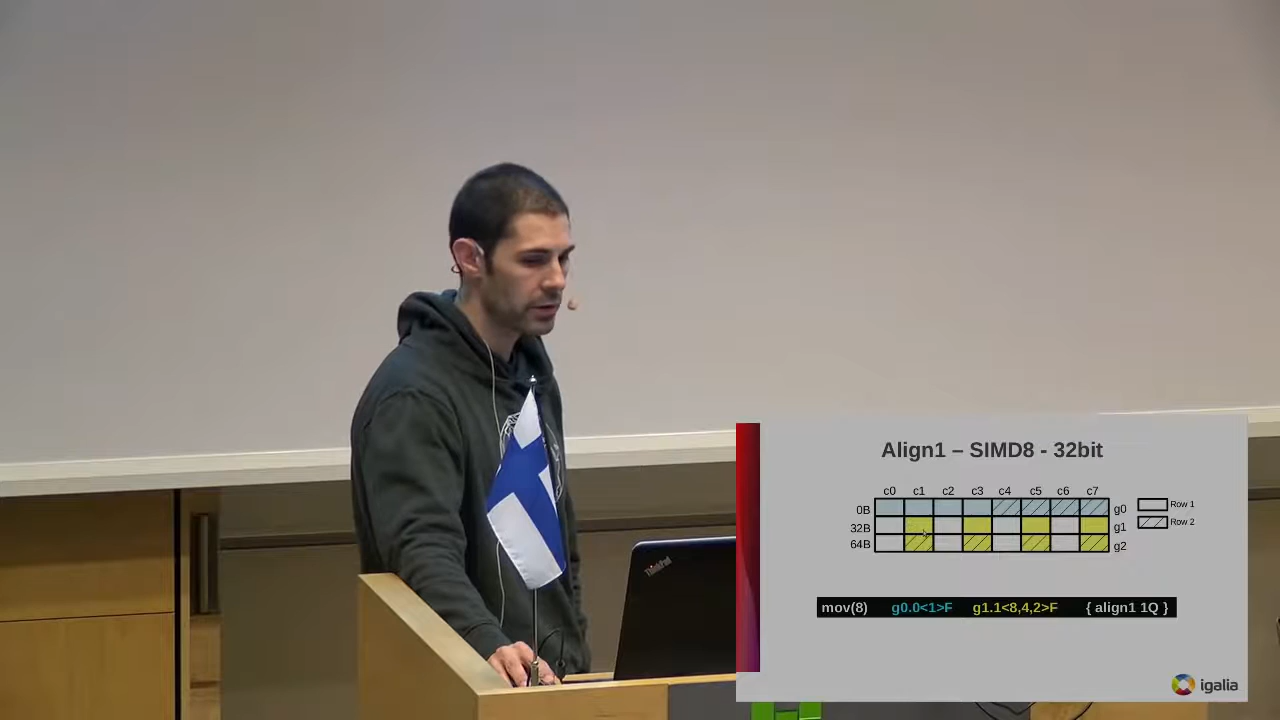 Align1 – SIMD8 - 32bit
c0 c1 c2 c3 c4 c5 c6 c7
0B g0 Row 1
32B g1 Row 2
64B g2
mov(8) g0.0<1>F g1.1<8,4,2>F { align1 1Q }
igalia
ThinkPad